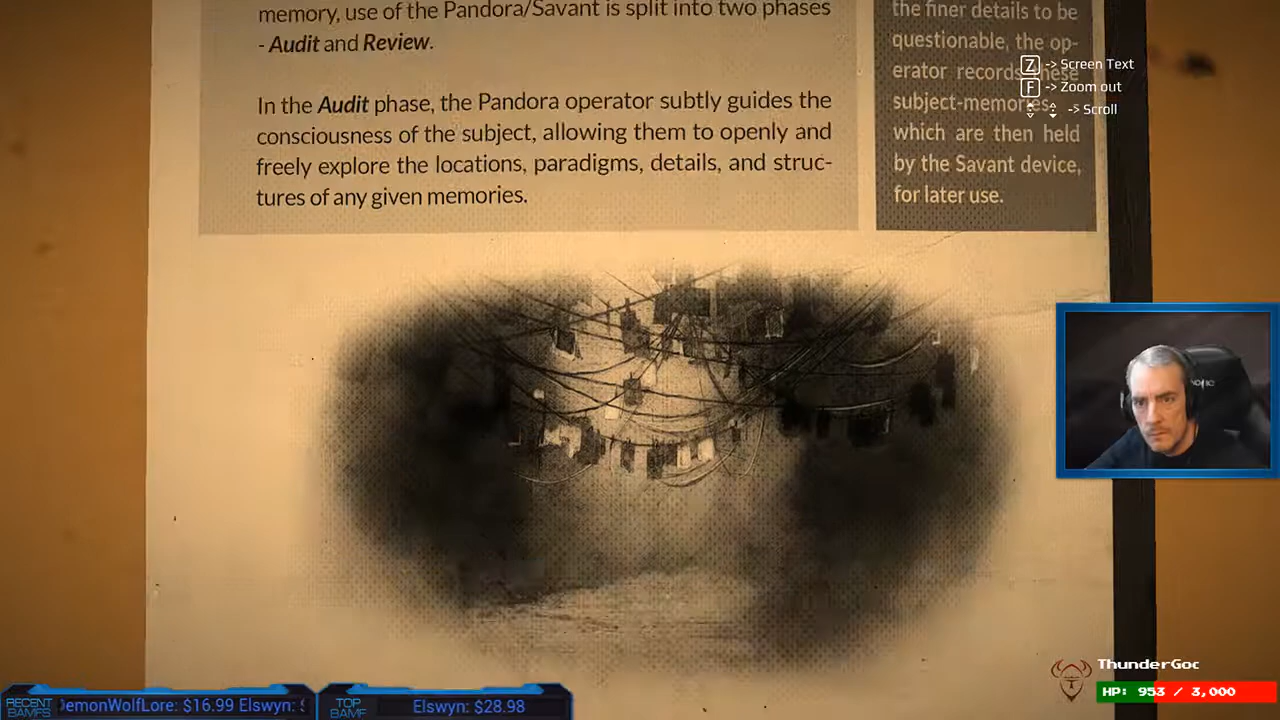 memory, use of the Pandora/Savant is split into two phases
- Audit and Review.
In the Audit phase, the Pandora operator subtly guides the
consciousness of the subject, allowing them to openly and
freely explore the locations, paradigms, details, and struc-
tures of any given memories.
the finer details to be
questionable, the op-
erator records these
subject-memories,
which are then held
by the Savant device,
for later use.
Z -> Screen Text
F -> Zoom out
-> Scroll
ThunderGoc
HP: 953 / 3,000
RECENT
BAMFS
DemonWolfLore: $16.99 Elswyn:
TOP
BAMF
Elswyn: $28.98